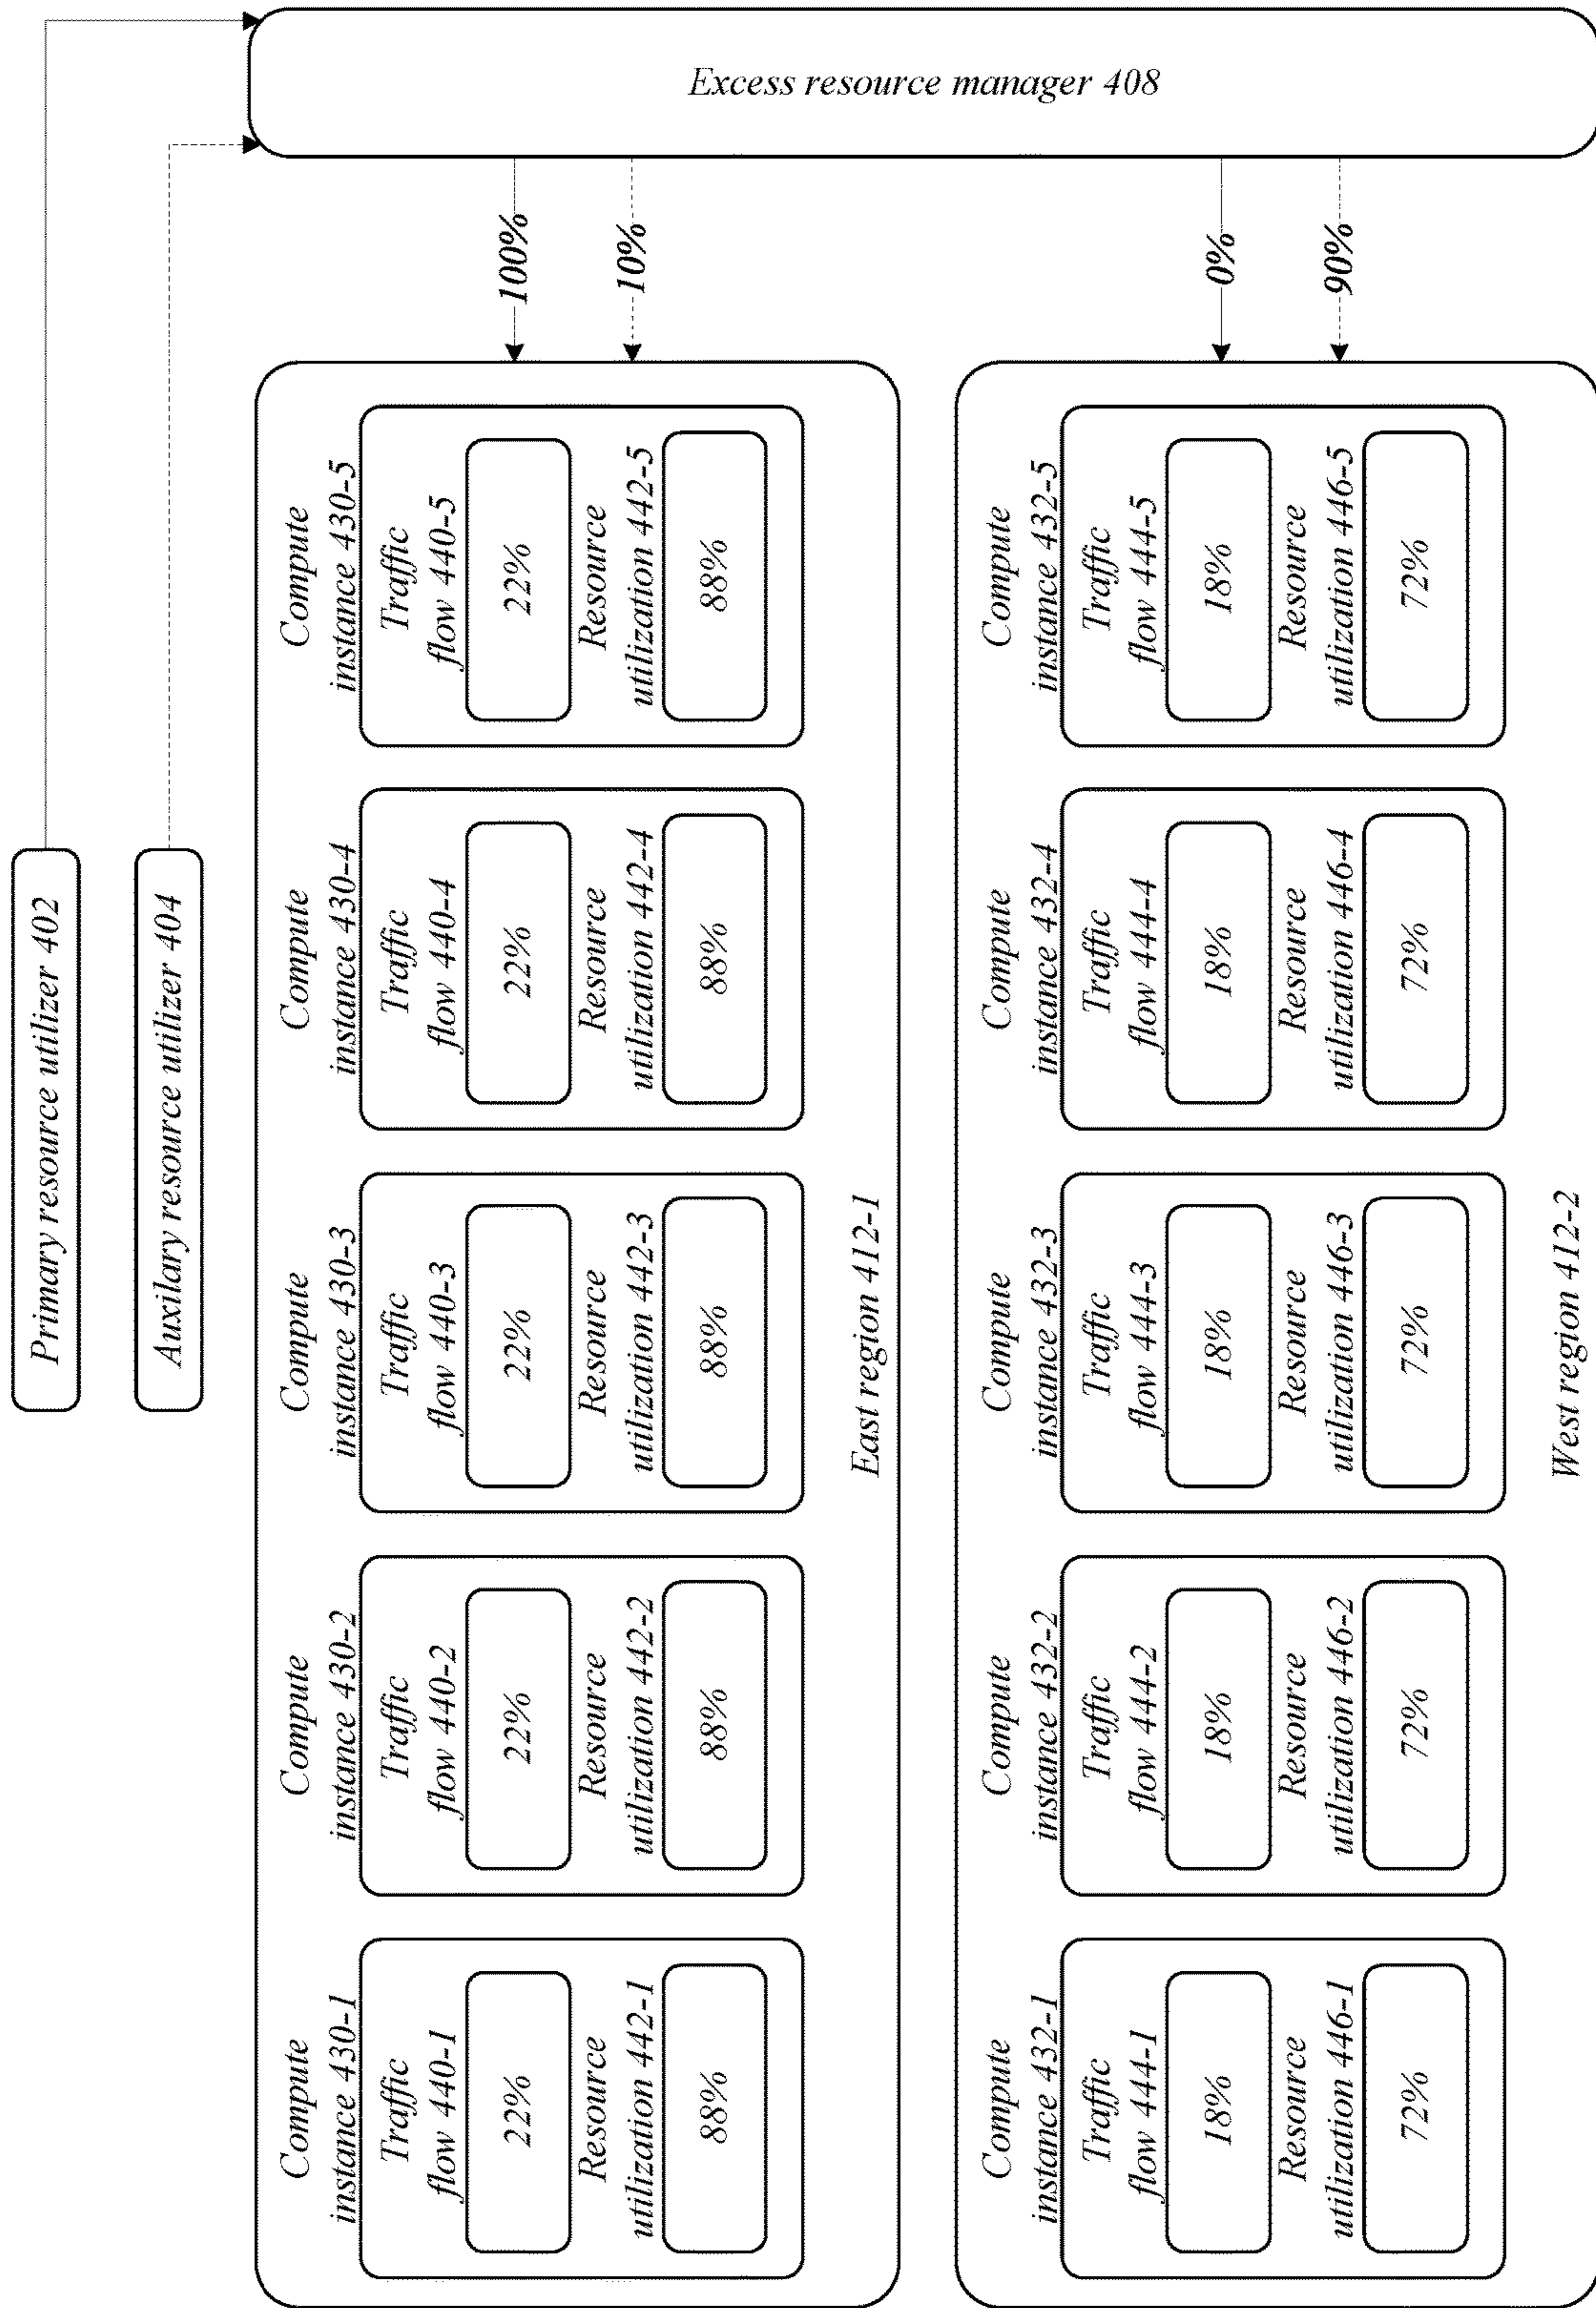 Primary resource utilizer 402
Auxilary resource utilizer 404
Excess resource manager 408
100%
10%
0%
90%
Compute
instance 430-1
Traffic
flow 440-1
22%
Resource
utilization 442-1
88%
Compute
instance 430-2
Traffic
flow 440-2
22%
Resource
utilization 442-2
88%
Compute
instance 430-3
Traffic
flow 440-3
22%
Resource
utilization 442-3
88%
Compute
instance 430-4
Traffic
flow 440-4
22%
Resource
utilization 442-4
88%
Compute
instance 430-5
Traffic
flow 440-5
22%
Resource
utilization 442-5
88%
East region 412-1
Compute
instance 432-1
Traffic
flow 444-1
18%
Resource
utilization 446-1
72%
Compute
instance 432-2
Traffic
flow 444-2
18%
Resource
utilization 446-2
72%
Compute
instance 432-3
Traffic
flow 444-3
18%
Resource
utilization 446-3
72%
Compute
instance 432-4
Traffic
flow 444-4
18%
Resource
utilization 446-4
72%
Compute
instance 432-5
Traffic
flow 444-5
18%
Resource
utilization 446-5
72%
West region 412-2